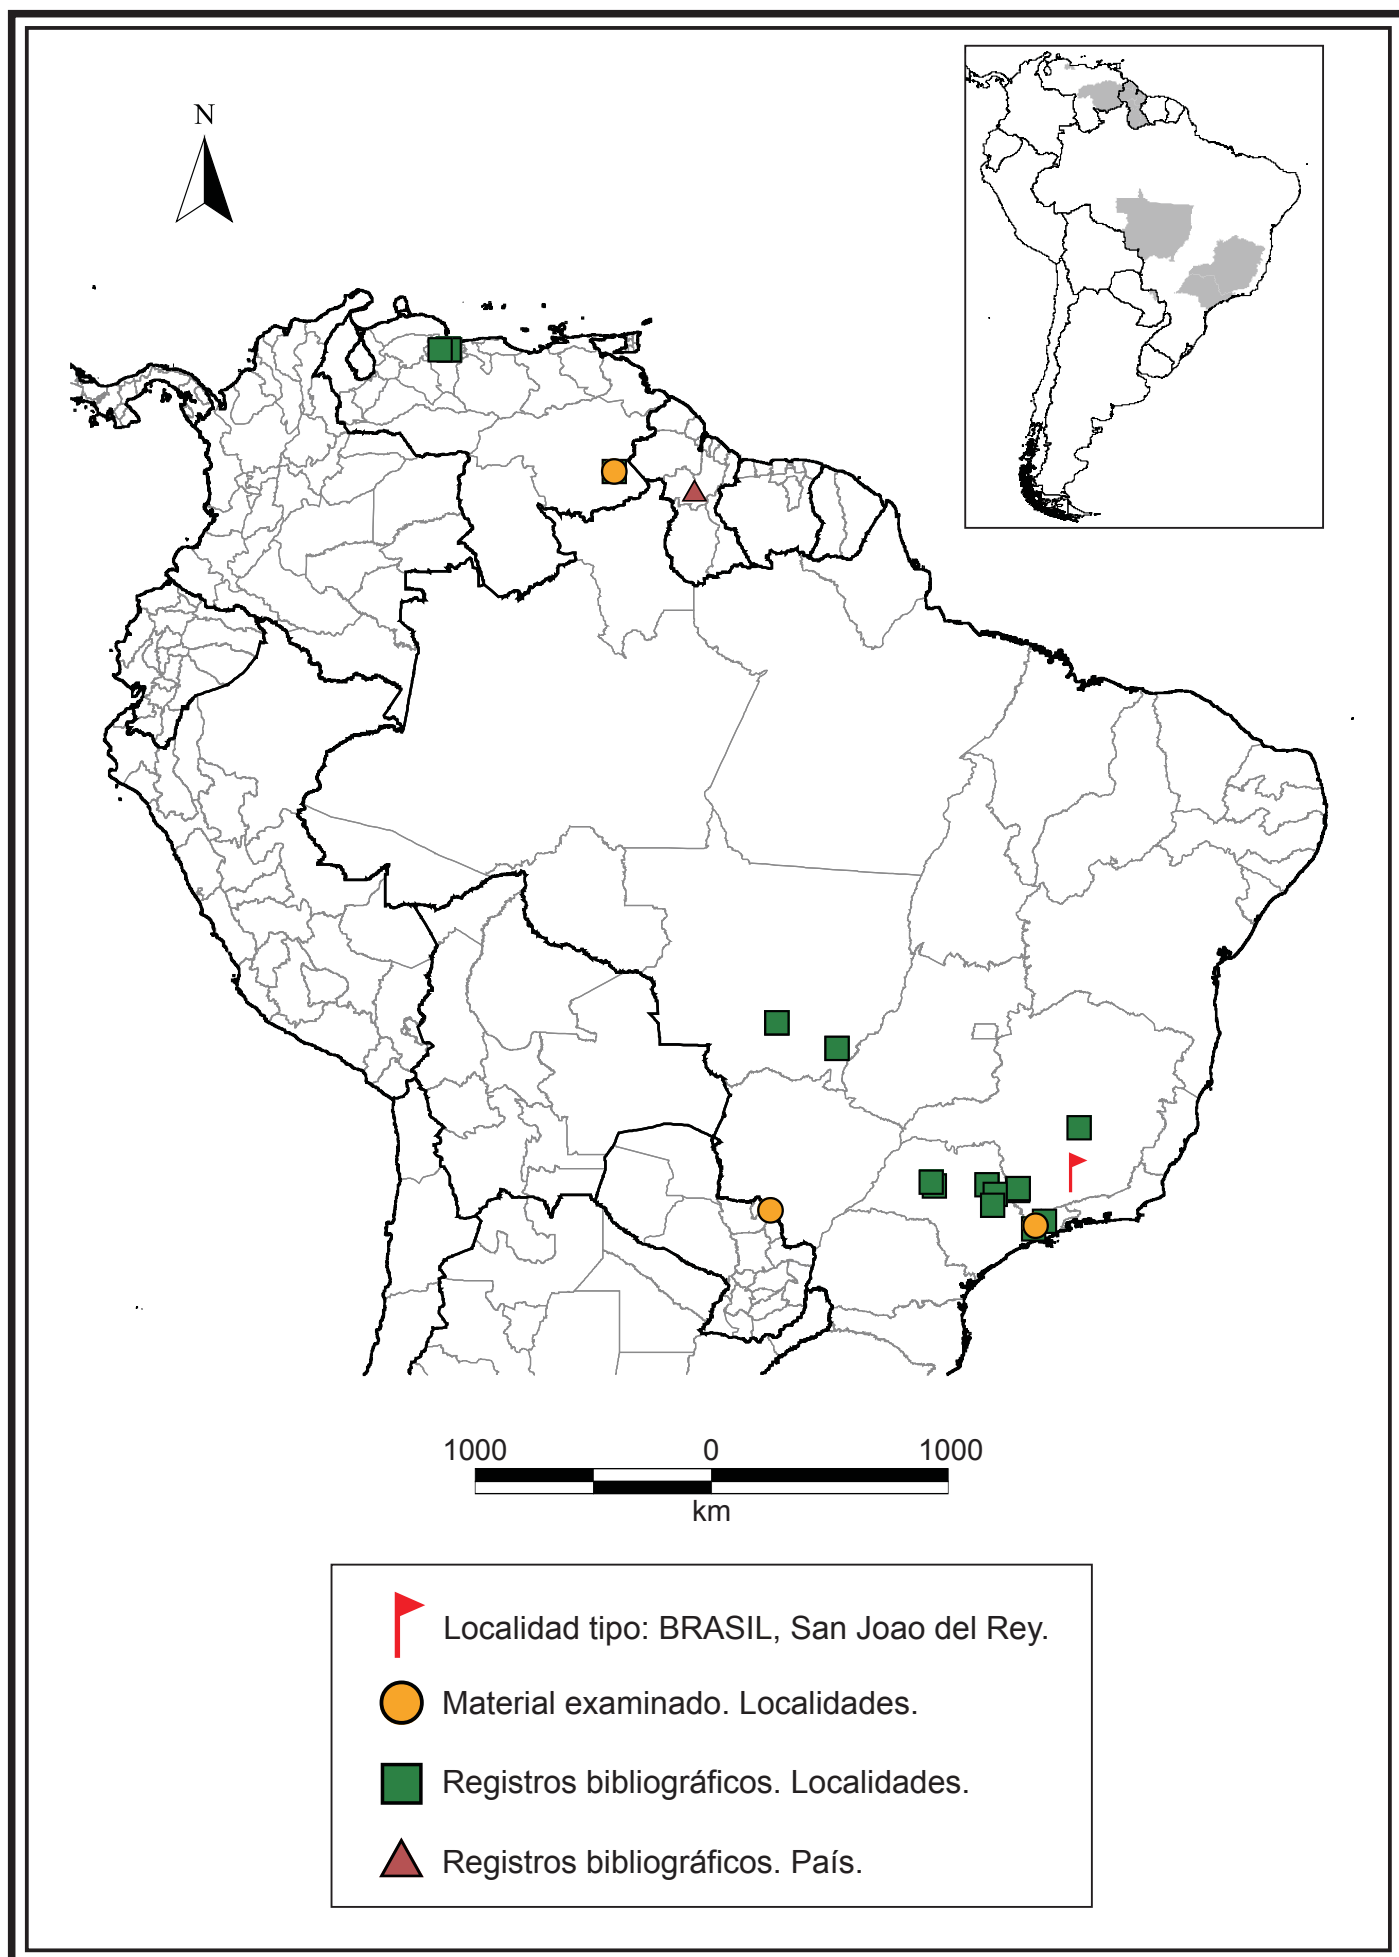 N
1000 0 1000
km
Localidad tipo: BRASIL, San Joao del Rey.
Material examinado. Localidades.
Registros bibliográficos. Localidades.
Registros bibliográficos. País.